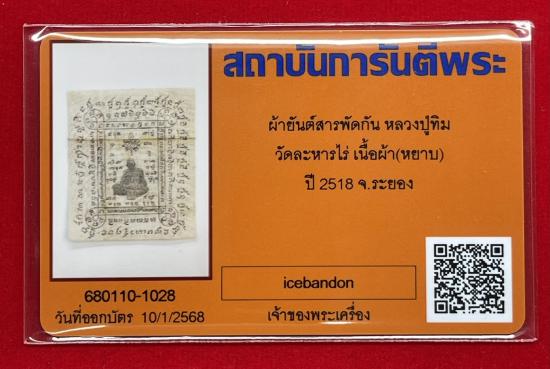 สถาบันการันตีพระ
ผ้ายันต์สารพัดกัน หลวงปู่ทิม
วัดละหารไร่ เนื้อผ้า(หยาบ)
ปี 2518 จ.ระยอง
icebandon
เจ้าของพระเครื่อง
680110-1028
วันที่ออกบัตร 10/1/2568